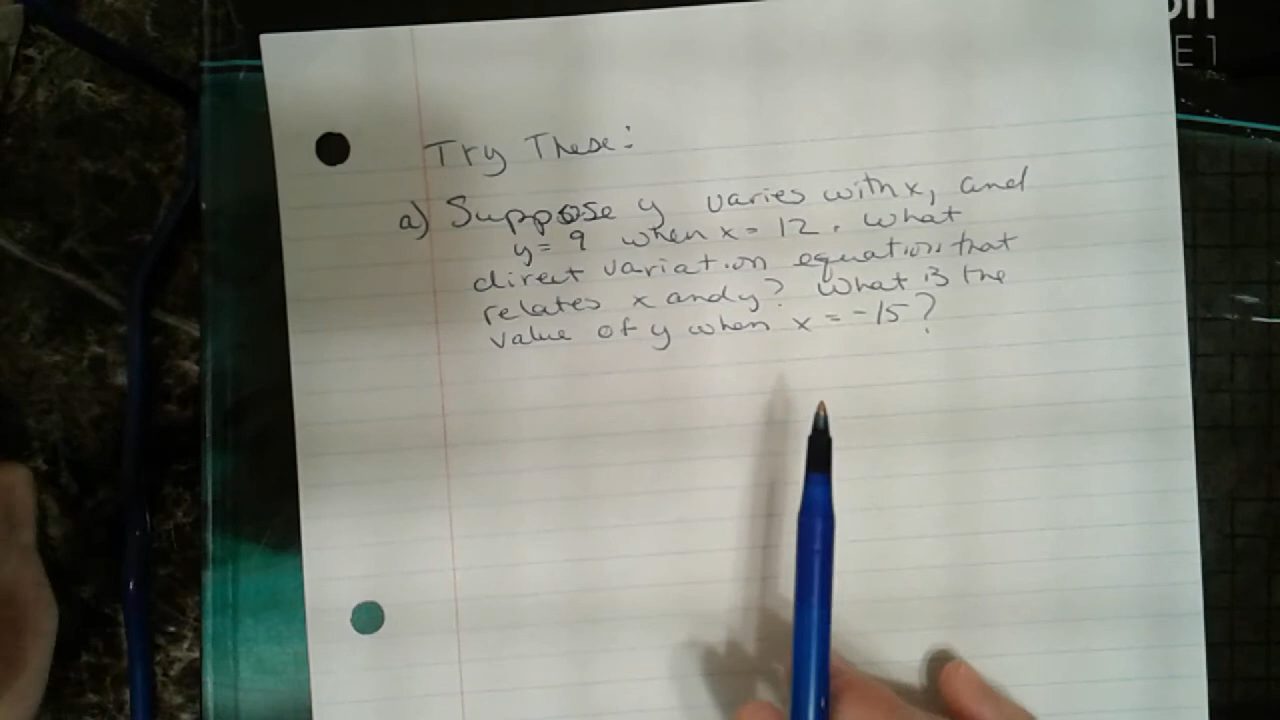 Try These:
a) Suppose y varies with x, and
y = 9 when x = 12. What
direct variation equation that
relates x and y? What is the
value of y when x = -15?